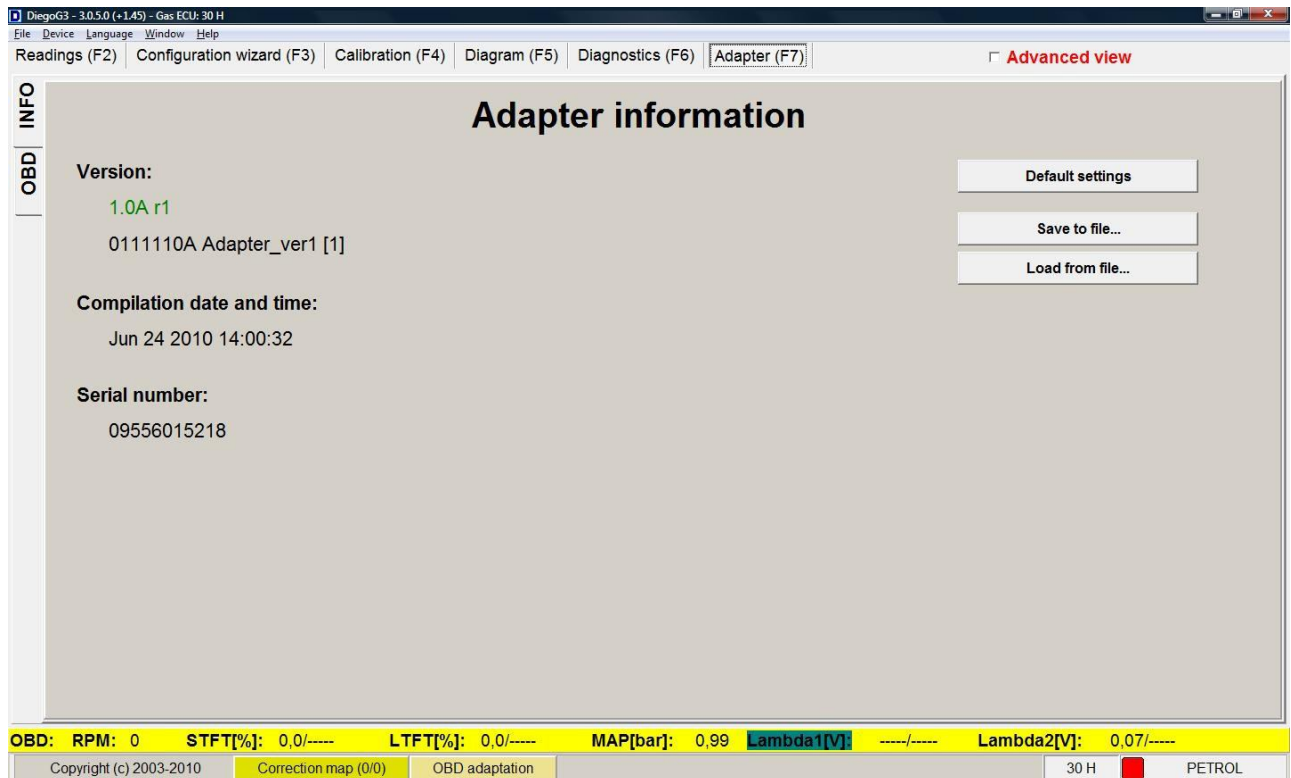 DiegoG3 - 3.0.5.0 (+1.45) - Gas ECU: 30 H
File Device Language Window Help
Readings (F2) Configuration wizard (F3) Calibration (F4) Diagram (F5) Diagnostics (F6) Adapter (F7) Advanced view
INFO
OBD
Adapter information
Version:
1.0A r1
0111110A Adapter_ver1 [1]
Compilation date and time:
Jun 24 2010 14:00:32
Serial number:
09556015218
Default settings
Save to file...
Load from file...
OBD: RPM: 0 STFT[%]: 0,0/----- LTFT[%]: 0,0/----- MAP[bar]: 0,99 Lambda1[V]: -----/----- Lambda2[V]: 0,07/-----
Copyright (c) 2003-2010 Correction map (0/0) OBD adaptation 30 H PETROL